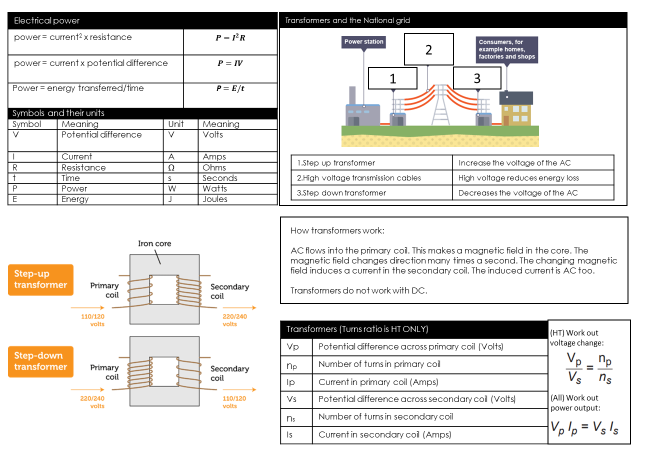 Electrical power
power = current² x resistance P = I²R
power = current x potential difference P = IV
Power = energy transferred/time P = E/t
Symbols and their units
Symbol Meaning Unit Meaning
V Potential difference V Volts
I Current A Amps
R Resistance Ω Ohms
t Time s Seconds
P Power W Watts
E Energy J Joules
Transformers and the National grid
Power station
1
2
3
Consumers, for
example homes,
factories and shops
1.Step up transformer Increase the voltage of the AC
2.High voltage transmission cables High voltage reduces energy loss
3.Step down transformer Decreases the voltage of the AC
Iron core
Step-up
transformer
Primary
coil
Secondary
coil
110/120
volts
220/240
volts
Step-down
transformer
Primary
coil
Secondary
coil
220/240
volts
110/120
volts
How transformers work:
AC flows into the primary coil. This makes a magnetic field in the core. The
magnetic field changes direction many times a second. The changing magnetic
field induces a current in the secondary coil. The induced current is AC too.
Transformers do not work with DC.
Transformers (Turns ratio is HT ONLY)
Vp Potential difference across primary coil (Volts)
np Number of turns in primary coil
Ip Current in primary coil (Amps)
Vs Potential difference across secondary coil (Volts)
ns Number of turns in secondary coil
Is Current in secondary coil (Amps)
(HT) Work out
voltage change:
Vp/Vs = np/ns
(All) Work out
power output:
Vp Ip = Vs Is